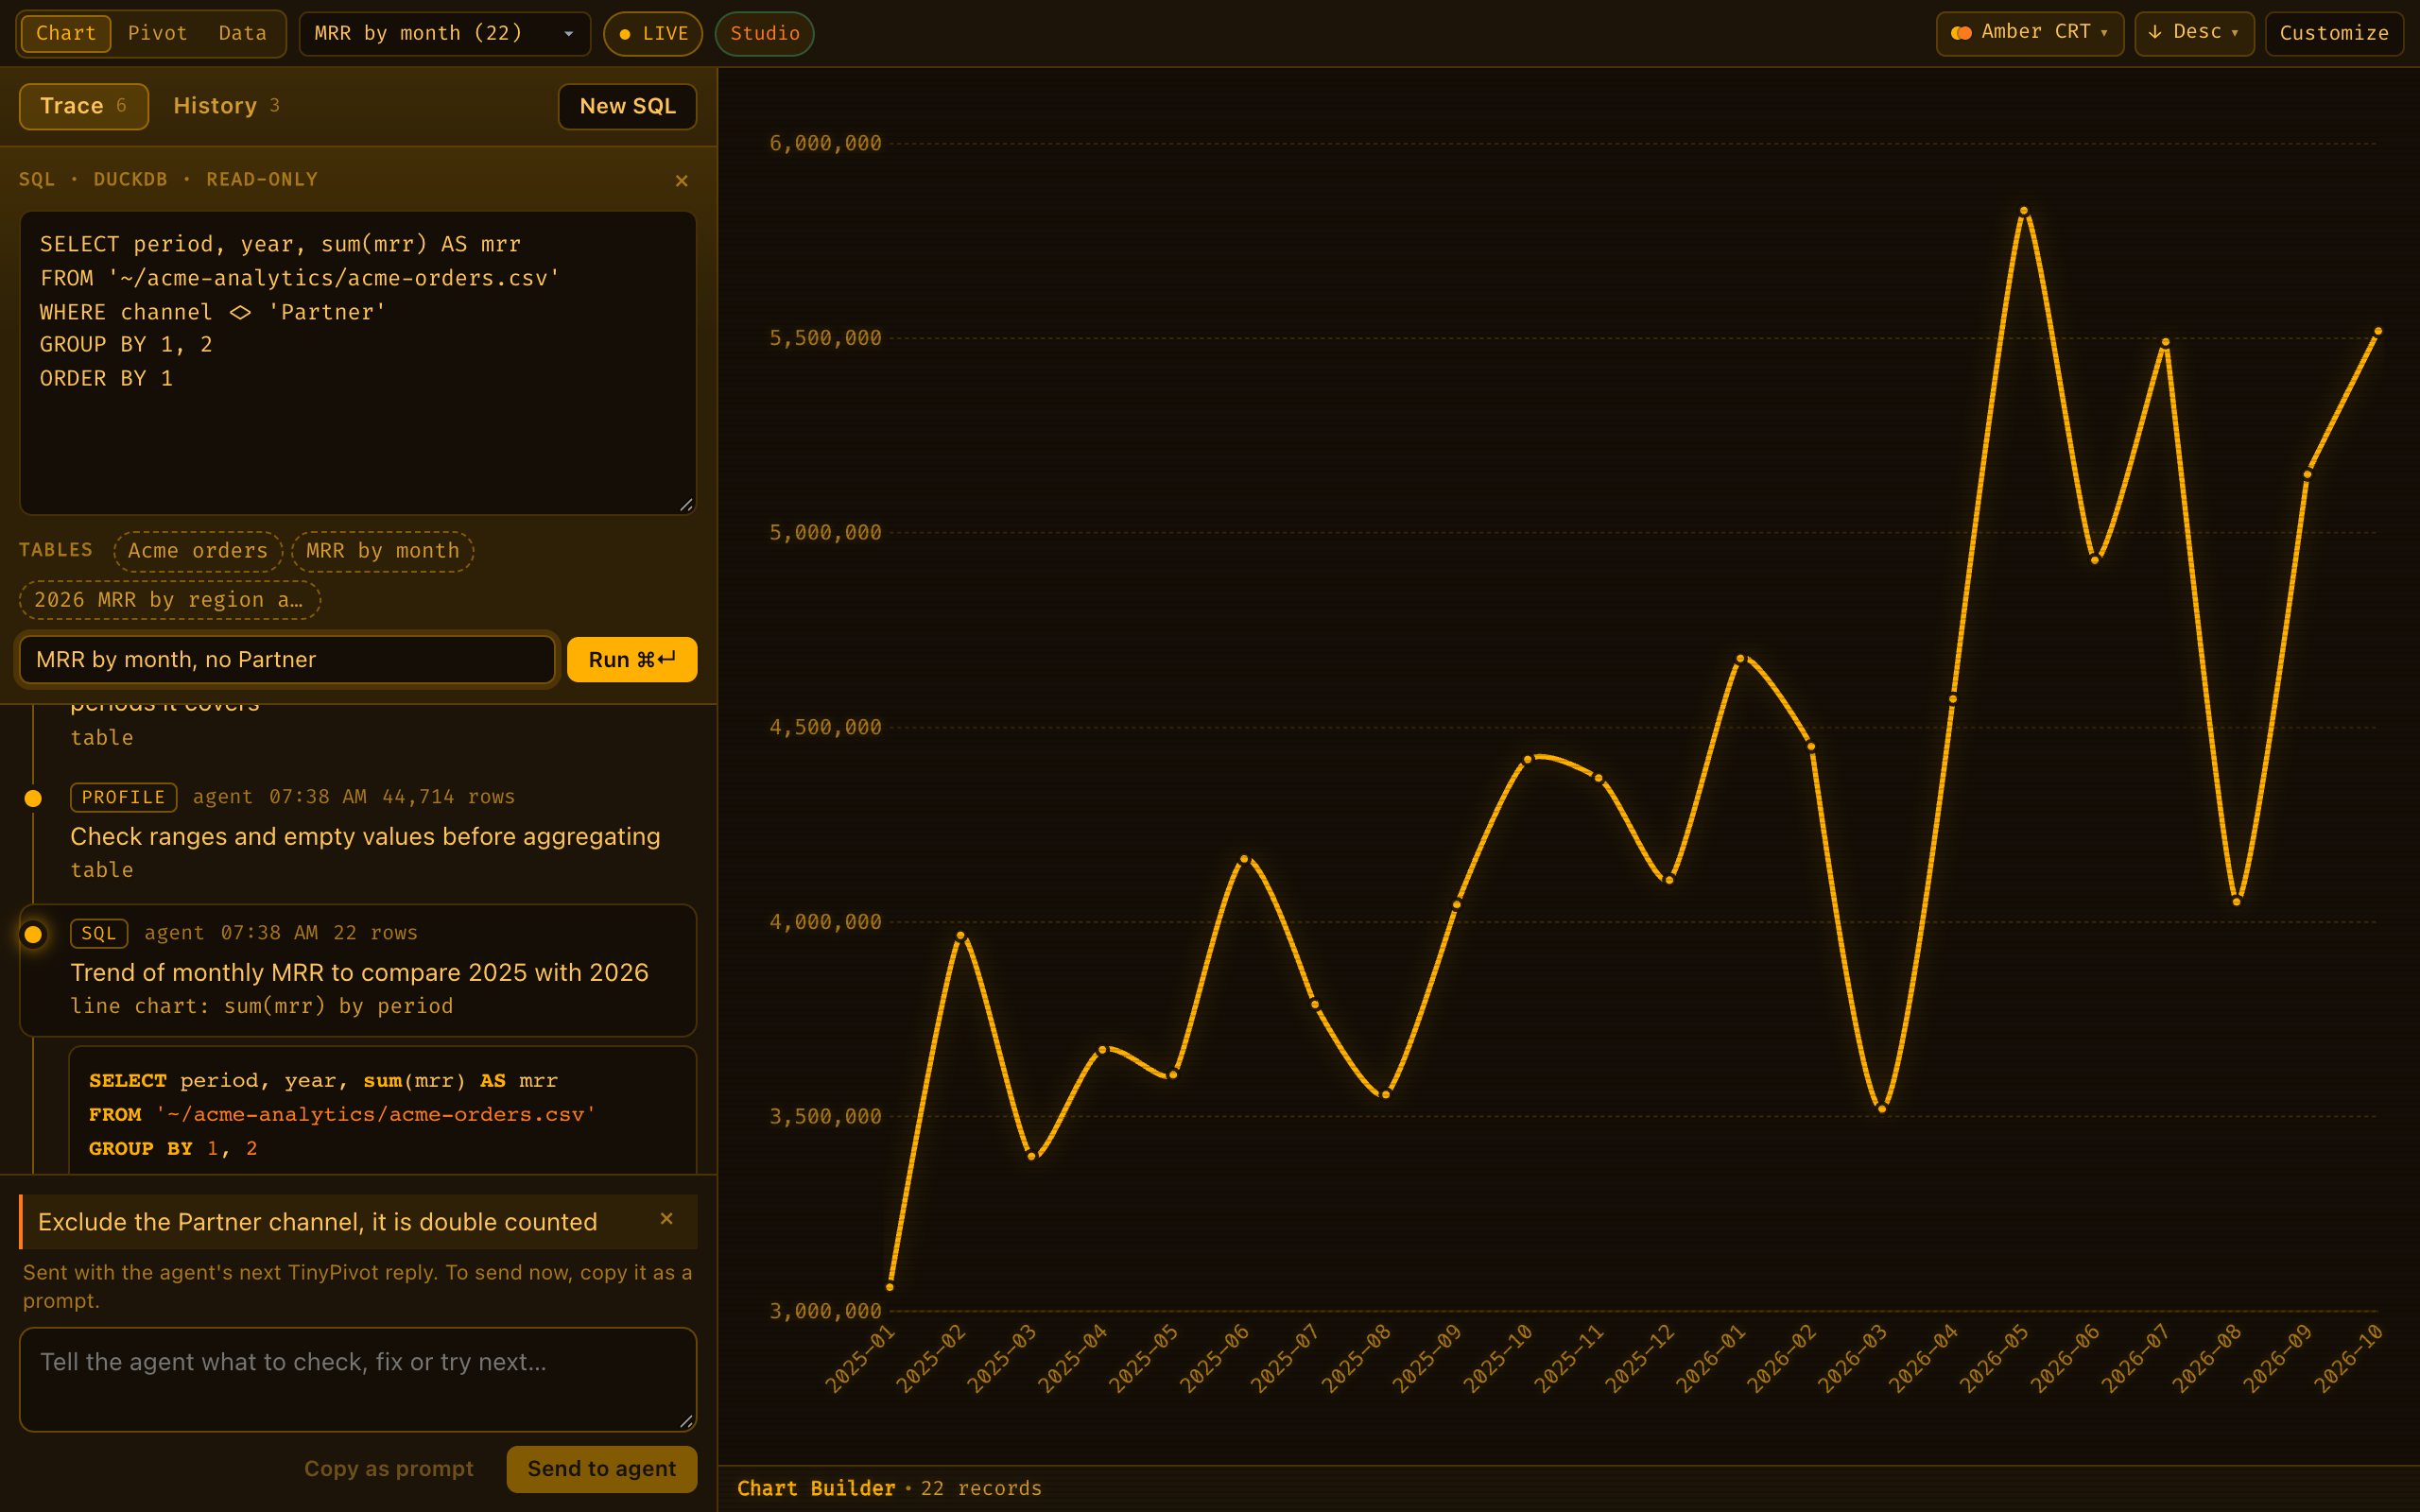 Chart Pivot Data MRR by month (22) LIVE Studio Amber CRT Desc Customize
Trace 6 History 3 New SQL
SQL · DUCKDB · READ-ONLY ×
SELECT period, year, sum(mrr) AS mrr
FROM '~/acme-analytics/acme-orders.csv'
WHERE channel <> 'Partner'
GROUP BY 1, 2
ORDER BY 1
TABLES Acme orders MRR by month
2026 MRR by region a…
MRR by month, no Partner Run ⌘↵
periods it covers
table
PROFILE agent 07:38 AM 44,714 rows
Check ranges and empty values before aggregating
table
SQL agent 07:38 AM 22 rows
Trend of monthly MRR to compare 2025 with 2026
line chart: sum(mrr) by period
SELECT period, year, sum(mrr) AS mrr
FROM '~/acme-analytics/acme-orders.csv'
GROUP BY 1, 2
Exclude the Partner channel, it is double counted ×
Sent with the agent's next TinyPivot reply. To send now, copy it as a
prompt.
Tell the agent what to check, fix or try next…
Copy as prompt Send to agent
6,000,000
5,500,000
5,000,000
4,500,000
4,000,000
3,500,000
3,000,000
2025-01 2025-02 2025-03 2025-04 2025-05 2025-06 2025-07 2025-08 2025-09 2025-10 2025-11 2025-12 2026-01 2026-02 2026-03 2026-04 2026-05 2026-06 2026-07 2026-08 2026-09 2026-10
Chart Builder · 22 records